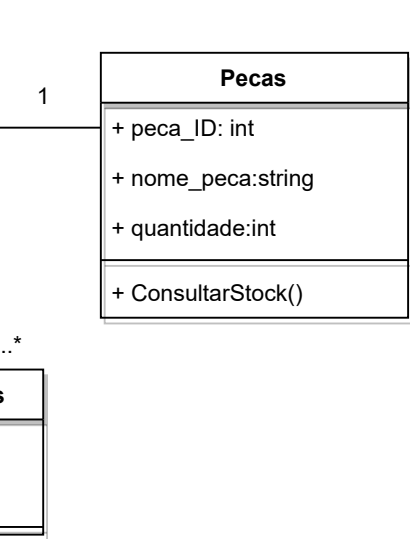 Pecas
1
+ peca_ID: int
+ nome_peca:string
+ quantidade:int
+ ConsultarStock()
..*
s